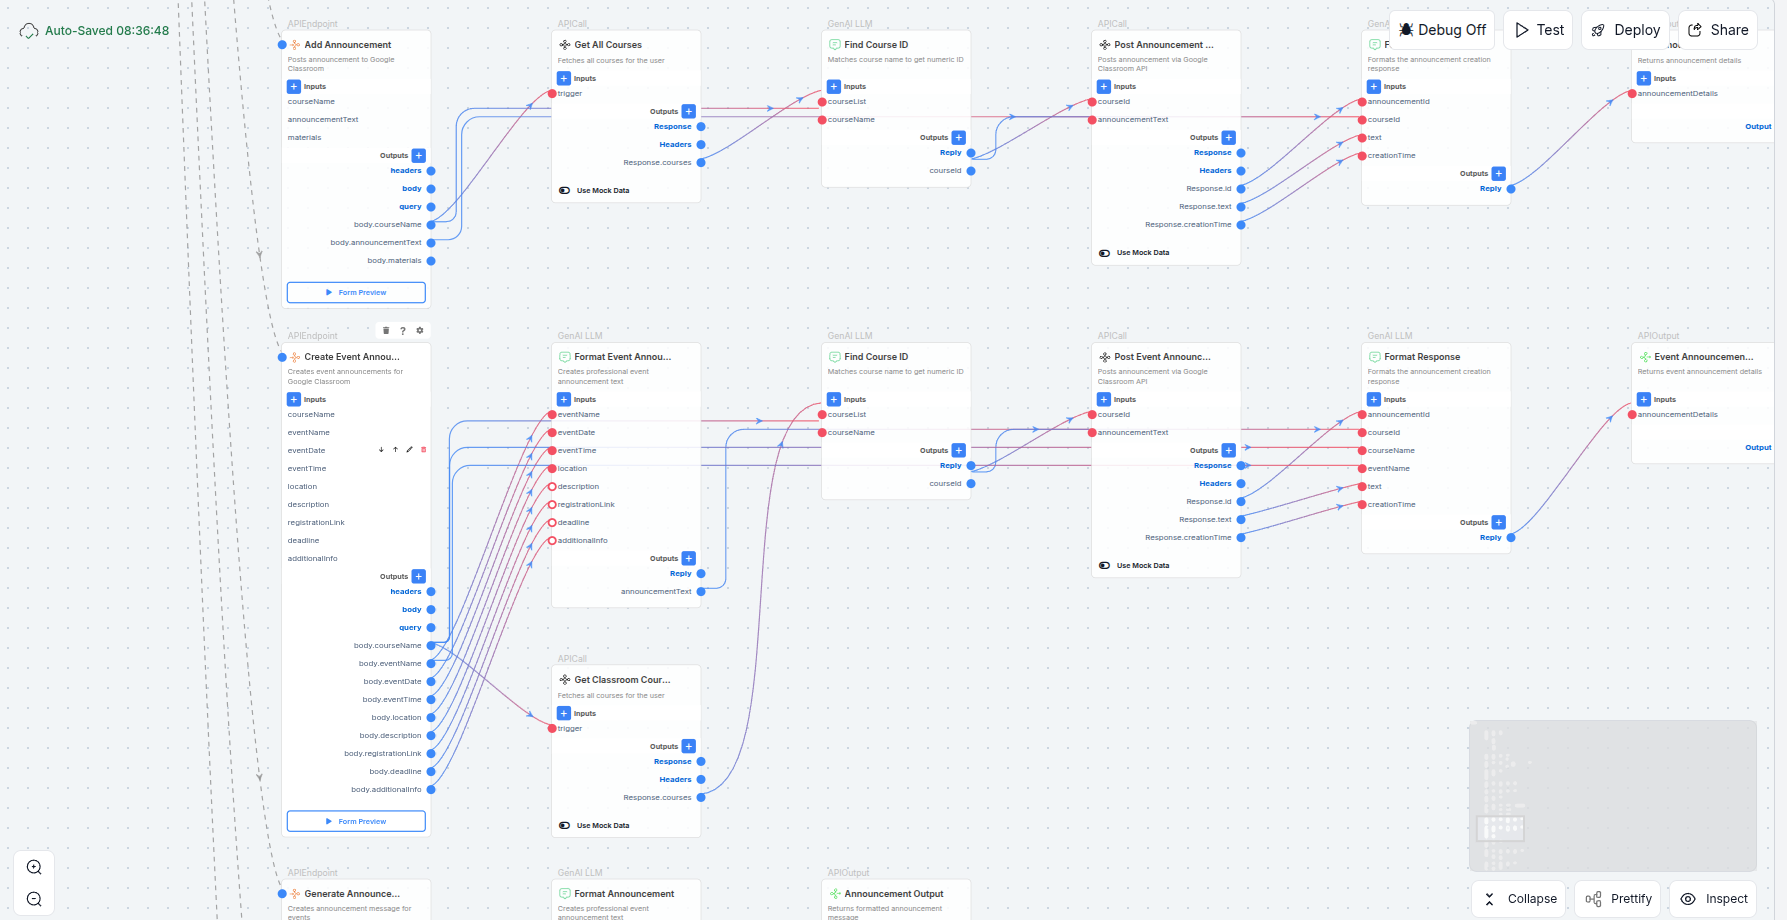 Auto-Saved 08:36:48
Debug Off
Test
Deploy
Share
APIEndpoint
Add Announcement
Posts announcement to Google
Classroom
Inputs
courseName
announcementText
materials
Outputs
headers
body
query
body.courseName
body.announcementText
body.materials
Form Preview
APICall
Get All Courses
Fetches all courses for the user
Inputs
trigger
Outputs
Response
Headers
Response.courses
Use Mock Data
GenAI LLM
Find Course ID
Matches course name to get numeric ID
Inputs
courseList
courseName
Outputs
Reply
courseId
APICall
Post Announcement ...
Posts announcement via Google
Classroom API
Inputs
courseId
announcementText
Outputs
Response
Headers
Response.id
Response.text
Response.creationTime
Use Mock Data
Formats the announcement creation
response
Inputs
announcementId
courseId
text
creationTime
Outputs
Reply
Returns announcement details
Inputs
announcementDetails
Output
APIEndpoint
?
Create Event Annou...
Creates event announcements for
Google Classroom
Inputs
courseName
eventName
eventDate
eventTime
location
description
registrationLink
deadline
additionalInfo
Outputs
headers
body
query
body.courseName
body.eventName
body.eventDate
body.eventTime
body.location
body.description
body.registrationLink
body.deadline
body.additionalInfo
Form Preview
GenAI LLM
Format Event Annou...
Creates professional event
announcement text
Inputs
eventName
eventDate
eventTime
location
description
registrationLink
deadline
additionalInfo
Outputs
Reply
announcementText
GenAI LLM
Find Course ID
Matches course name to get numeric ID
Inputs
courseList
courseName
Outputs
Reply
courseId
APICall
Post Event Announc...
Posts announcement via Google
Classroom API
Inputs
courseId
announcementText
Outputs
Response
Headers
Response.id
Response.text
Response.creationTime
Use Mock Data
GenAI LLM
Format Response
Formats the announcement creation
response
Inputs
announcementId
courseId
courseName
eventName
text
creationTime
Outputs
Reply
APIOutput
Event Announcemen...
Returns event announcement details
Inputs
announcementDetails
Output
APICall
Get Classroom Cour...
Fetches all courses for the user
Inputs
trigger
Outputs
Response
Headers
Response.courses
Use Mock Data
APIEndpoint
Generate Announce...
Creates announcement message for
events
GenAI LLM
Format Announcement
Creates professional event
announcement text
APIOutput
Announcement Output
Returns formatted announcement
message
Collapse
Prettify
Inspect